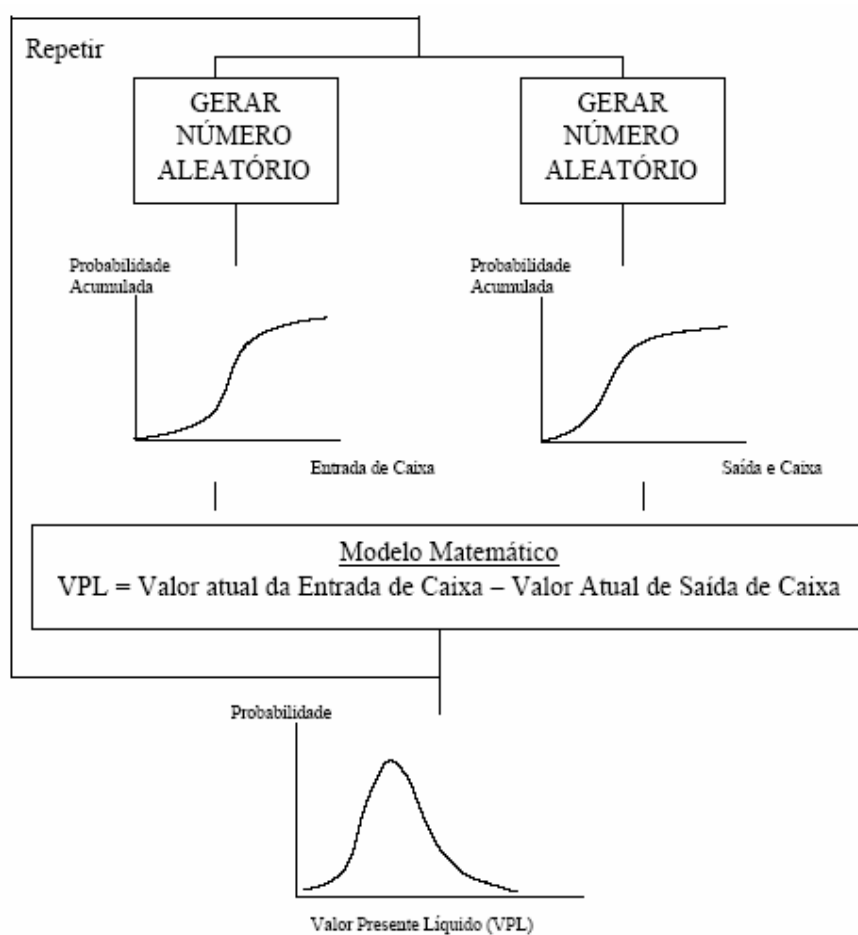 Repetir
GERAR
NÚMERO
ALEATÓRIO
GERAR
NÚMERO
ALEATÓRIO
Probabilidade
Acumulada
Probabilidade
Acumulada
Entrada de Caixa
Saída e Caixa
Modelo Matemático
VPL = Valor atual da Entrada de Caixa – Valor Atual de Saída de Caixa
Probabilidade
Valor Presente Líquido (VPL)